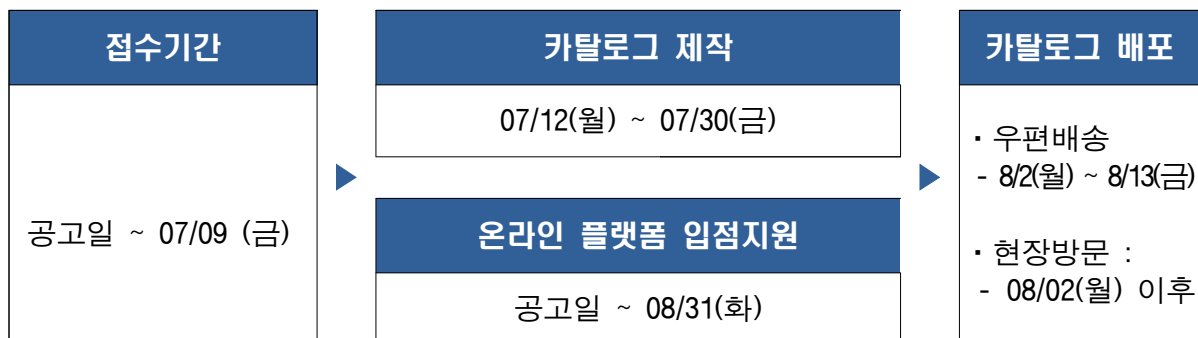 접수기간
공고일 ~ 07/09 (금)
카탈로그 제작
07/12(월) ~ 07/30(금)
온라인 플랫폼 입점지원
공고일 ~ 08/31(화)
카탈로그 배포
· 우편배송
- 8/2(월) ~ 8/13(금)
· 현장방문 :
- 08/02(월) 이후